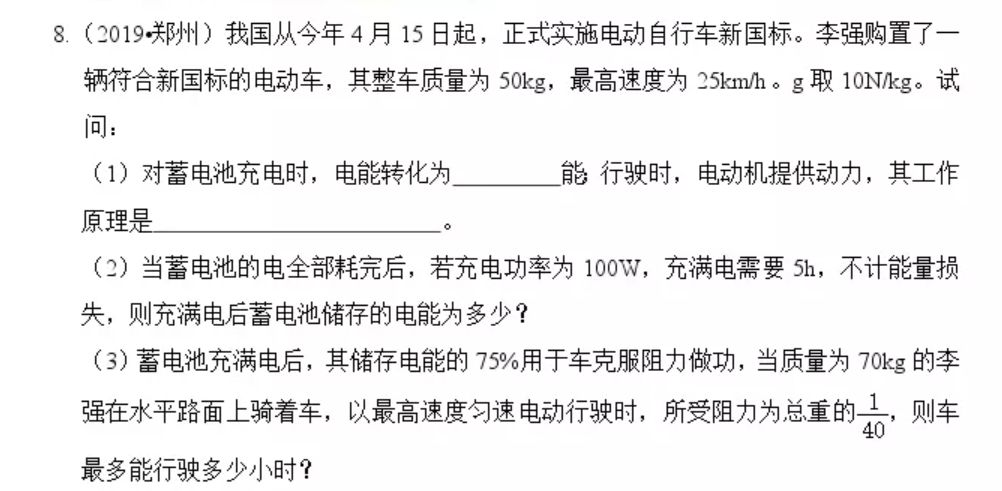 8.（2019•郑州）我国从今年 4 月 15 日起，正式实施电动自行车新国标。李强购置了一
辆符合新国标的电动车，其整车质量为 50kg，最高速度为 25km/h。g 取 10N/kg。试
问：
（1）对蓄电池充电时，电能转化为_________能；行驶时，电动机提供动力，其工作
原理是________________________。
（2）当蓄电池的电全部耗完后，若充电功率为 100W，充满电需要 5h，不计能量损
失，则充满电后蓄电池储存的电能为多少？
（3）蓄电池充满电后，其储存电能的 75%用于车克服阻力做功，当质量为 70kg 的李
强在水平路面上骑着车，以最高速度匀速电动行驶时，所受阻力为总重的1/40，则车
最多能行驶多少小时？